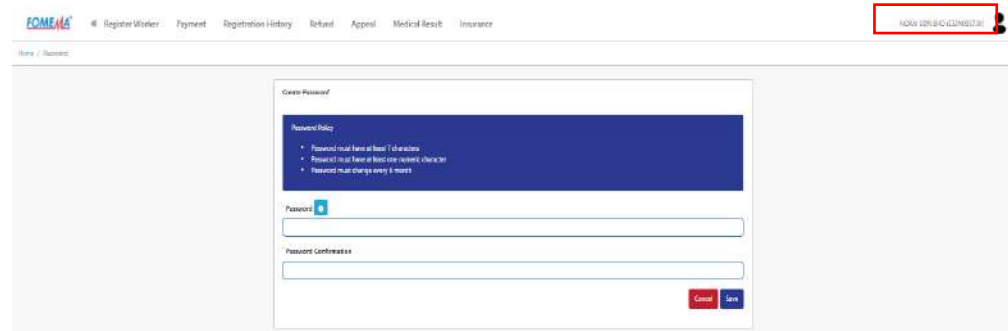 FOMEMA Register Worker Payment Registration History Refund Appeal Medical Result Insurance
Home / Password
Create Password
Password Policy
Password must have at least 7 characters
Password must have at least one numeric character
Password must change every 6 month
Password
Password Confirmation
Cancel Save